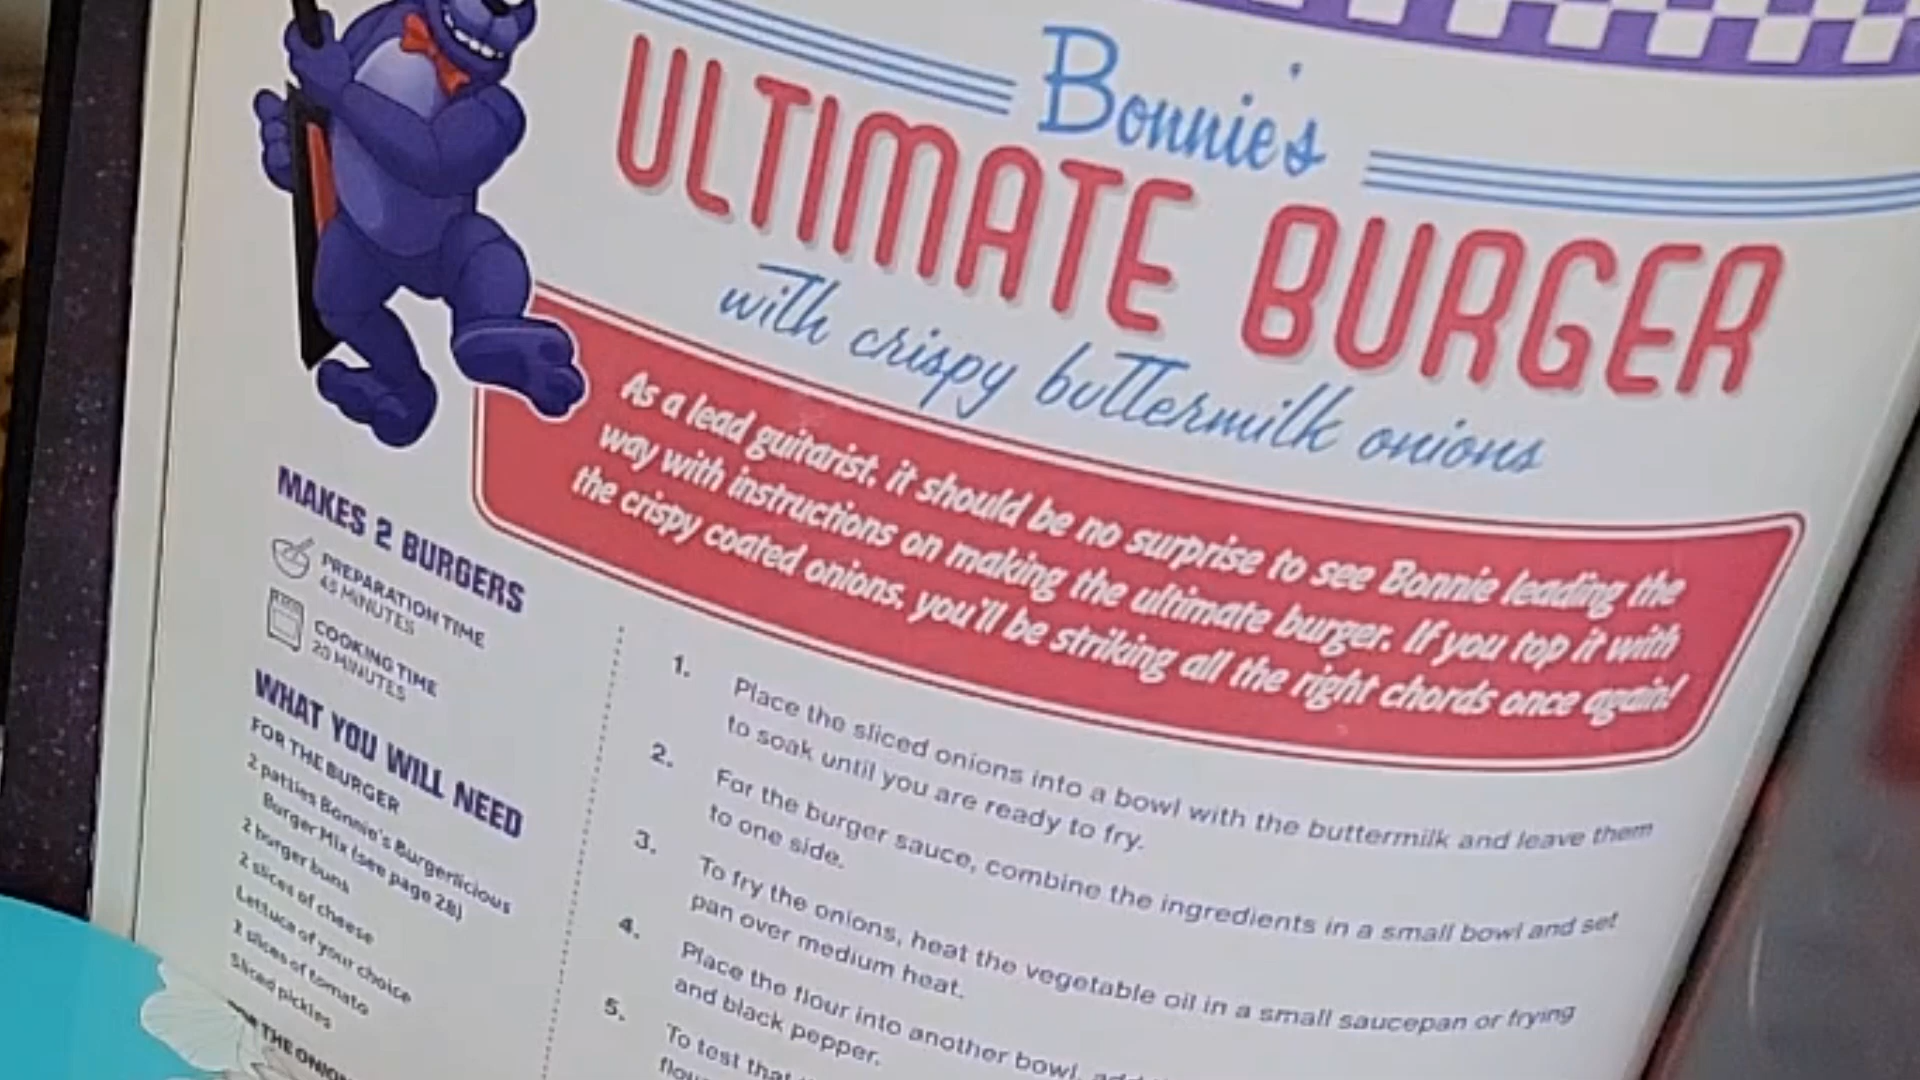 Bonnie's
ULTIMATE BURGER
with crispy buttermilk onions
As a lead guitarist, it should be no surprise to see Bonnie leading the
way with instructions on making the ultimate burger. If you top it with
the crispy coated onions, you'll be striking all the right chords once again!
MAKES 2 BURGERS
PREPARATION TIME
45 MINUTES
COOKING TIME
20 MINUTES
WHAT YOU WILL NEED
FOR THE BURGER
2 patties Bonnie's Burgerlicious
Burger Mix (see page 28)
2 burger buns
2 slices of cheese
Lettuce of your choice
2 slices of tomato
Sliced pickles
THE ONION
1. Place the sliced onions into a bowl with the buttermilk and leave them
to soak until you are ready to fry.
2. For the burger sauce, combine the ingredients in a small bowl and set
to one side.
3. To fry the onions, heat the vegetable oil in a small saucepan or frying
pan over medium heat.
4. Place the flour into another bowl,
and black pepper.
5. To test that